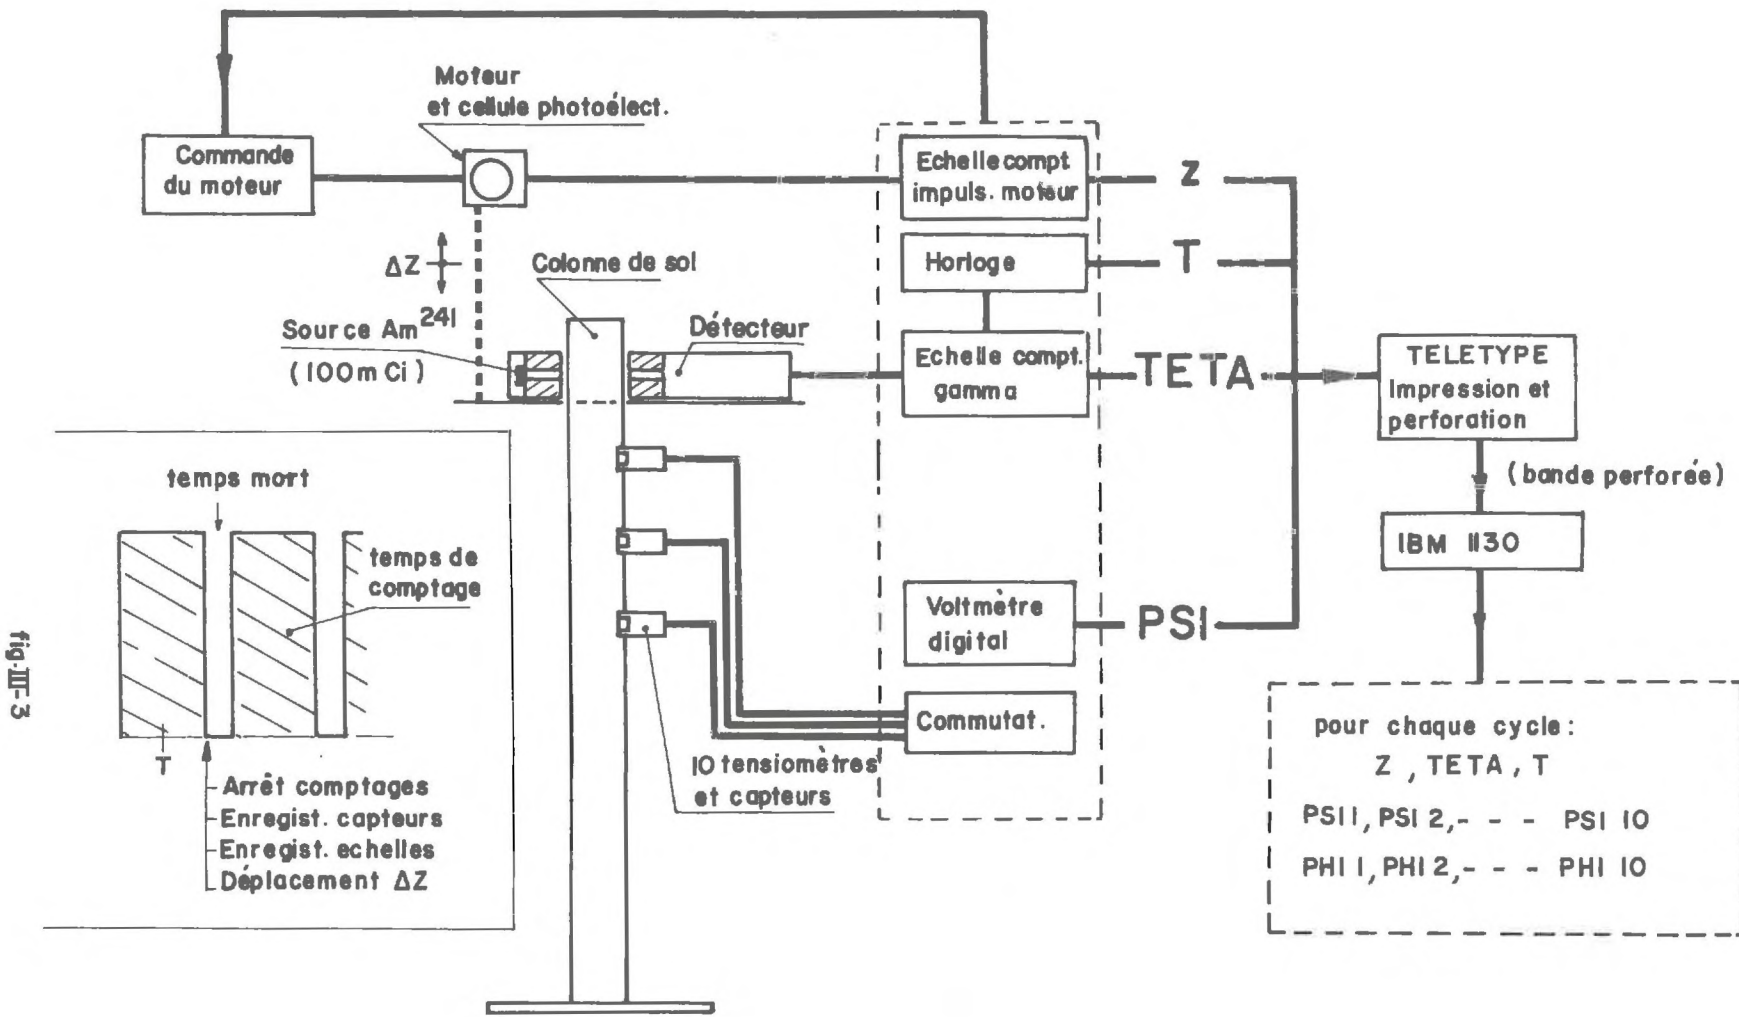 Moteur
et cellule photoélect.
Commande
du moteur
Echelle compt
impuls. moteur
Z
ΔZ
Colonne de sol
Horloge
T
Source Am241
(100 m Ci)
Détecteur
Echelle compt.
gamma
TETA
TELETYPE
Impression et
perforation
(bande perforée)
IBM 1130
temps mort
temps de
comptage
T
Arrêt comptages
Enregist. capteurs
Enregist. echelles
Déplacement ΔZ
Voltmètre
digital
PSI
Commutat.
10 tensiomètres
et capteurs
pour chaque cycle:
Z , TETA , T
PSI 1, PSI 2, - - - PSI 10
PHI 1, PHI 2, - - - PHI 10
fig. III-3